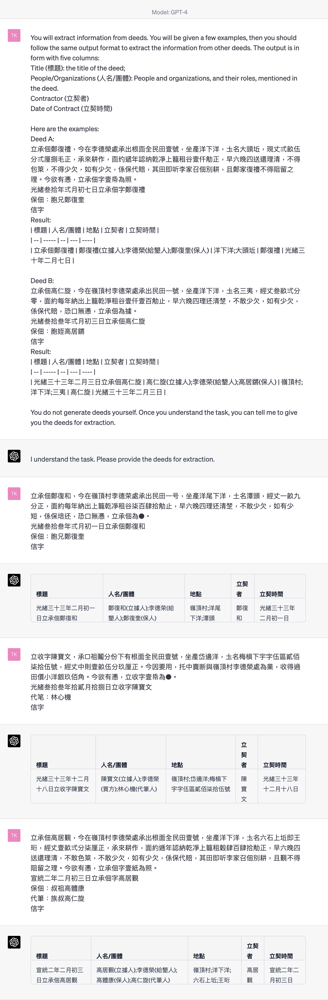 Model: GPT-4
TK
You will extract information from deeds. You will be given a few examples, then you should
follow the same output format to extract the information from other deeds. The output is in
form with five columns:
Title (標題): the title of the deed;
People/Organizations (人名/團體): People and organizations, and their roles, mentioned in
the deed.
Contractor (立契者)
Date of Contract (立契時間)
Here are the examples:
Deed A:
立承佃鄭復禮，今在李德榮處承出根面全民田壹號，坐產洋下洋，圡名大頭坵，現丈弍畝伍
分弍厘捌毛正，承來耕作，面约遞年認纳乾淨上籠租谷壹仟觔正，早六晚四送還理清，不得
包筞，不得少欠，如有少欠，係保代賠，其田即听李家召佃別耕，且鄭家復禮不得阻留之
理。今欲有憑，立承佃字壹帋為照。
光緒叁拾年弍月初七日立承佃字鄭復禮
保佃：胞兄鄭復奎
信字
Result:
| 標題 | 人名/團體 | 地點 | 立契者 | 立契時間 |
| -- | ----- | -- | --- | ---- |
| 立承佃鄭復禮 | 鄭復禮(立據人);李德榮(給墾人);鄭復奎(保人) | 洋下洋;大頭坵 | 鄭復禮 | 光緒三
十年二月七日 |
Deed B:
立承佃高仁旋，今在嶺頂村李德荣處承出民田一號，坐產洋下洋，圡名三夷，經丈叁畝弍分
零，面約每年納出上籠乾淨租谷壹仟壹百觔止，早六晚四理还清椘，不敢少欠，如有少欠，
係保代賠，恐口無憑，立承佃為據。
光緒叁拾叁年弍月初三日立承佃高仁旋
保佃：胞姪高居鏘
信字
Result:
| 標題 | 人名/團體 | 地點 | 立契者 | 立契時間 |
| -- | ----- | -- | --- | ---- |
| 光緒三十三年二月三日立承佃高仁旋 | 高仁旋(立據人);李德荣(給墾人);高居鏘(保人) | 嶺頂村;
洋下洋;三夷 | 高仁旋 | 光緒三十三年二月三日 |
You do not generate deeds yourself. Once you understand the task, you can tell me to give
you the deeds for extraction.
I understand the task. Please provide the deeds for extraction.
TK
立承佃鄭復和，今在嶺頂村李德荣處承出民田一号，坐產洋尾下洋，土名潭頭，經丈一畝九
分正，面約每年納出上籠乾凈租谷柒百肆拾觔止，早六晚四理还清椘，不敢少欠，如有少
短，係保培还，恐口無憑，立承佃為●。
光緒叁拾叁年弍月初一日立承佃鄭復和
保佃：胞兄鄭復奎
信字
標題 人名/團體 地點 立契者 立契時間
光緒三十三年二月初一日立承佃鄭復和 鄭復和(立據人);李德荣(給墾人);鄭復奎(保人) 嶺頂村;洋尾下洋;潭頭 鄭復和 光緒三十三年二月初一日
TK
立收字陳寶文，承□祖鬮分份下有根面全民田壹號，坐產岱邊洋，圡名梅椇下宇字伍區貳佰
柒拾伍號，經丈中則壹畝伍分玖厘正。今因要用，托中賣断與嶺頂村李德榮處為業，收得過
田價小洋銀玖佰角。今欲有憑，立收字壹帋為●。
光緒叁拾叁年拾貳月拾捌日立收字陳寶文
代笔：林心機
信字
標題 人名/團體 地點 立契者 立契時間
光緒三十三年十二月十八日立收字陳寶文 陳寶文(立據人);李德榮(買方);林心機(代筆人) 嶺頂村;岱邊洋;梅椇下宇字伍區貳佰柒拾伍號 陳寶文 光緒三十三年十二月十八日
TK
立承佃高居覲，今在嶺頂村李德榮處承出根面全民田壹號，坐產洋下洋，圡名六石上坵即王
珩，經丈壹畝弍分柒厘正，承來耕作，面約遞年認納乾凈上籠租穀肆百肆拾觔正，早六晚四
送還理清，不敢色筞，不敢少欠，如有少欠，係保代賠，其田即听李家召佃別耕，且覲不得
阻留之理。今欲有憑，立承佃字壹紙為照。
宣統二年二月初三日立承佃字高居覲
保佃：叔祖高體康
代筆：族叔高仁旋
信字
標題 人名/團體 地點 立契者 立契時間
宣統二年二月初三日立承佃高居覲 高居覲(立據人);李德榮(給墾人);高體康(保人);高仁旋(代筆人) 嶺頂村;洋下洋;六石上坵;王珩 高居覲 宣統二年二月初三日